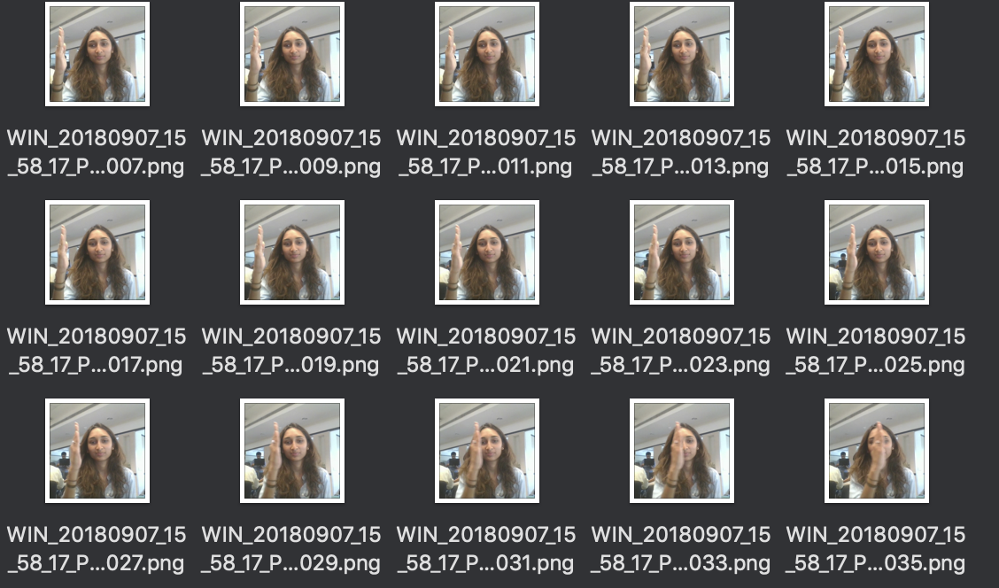 WIN_20180907_15
_58_17_P...007.png
WIN_20180907_15
_58_17_P...009.png
WIN_20180907_15
_58_17_P...011.png
WIN_20180907_15
_58_17_P...013.png
WIN_20180907_15
_58_17_P...015.png
WIN_20180907_15
_58_17_P...017.png
WIN_20180907_15
_58_17_P...019.png
WIN_20180907_15
_58_17_P...021.png
WIN_20180907_15
_58_17_P...023.png
WIN_20180907_15
_58_17_P...025.png
WIN_20180907_15
_58_17_P...027.png
WIN_20180907_15
_58_17_P...029.png
WIN_20180907_15
_58_17_P...031.png
WIN_20180907_15
_58_17_P...033.png
WIN_20180907_15
_58_17_P...035.png